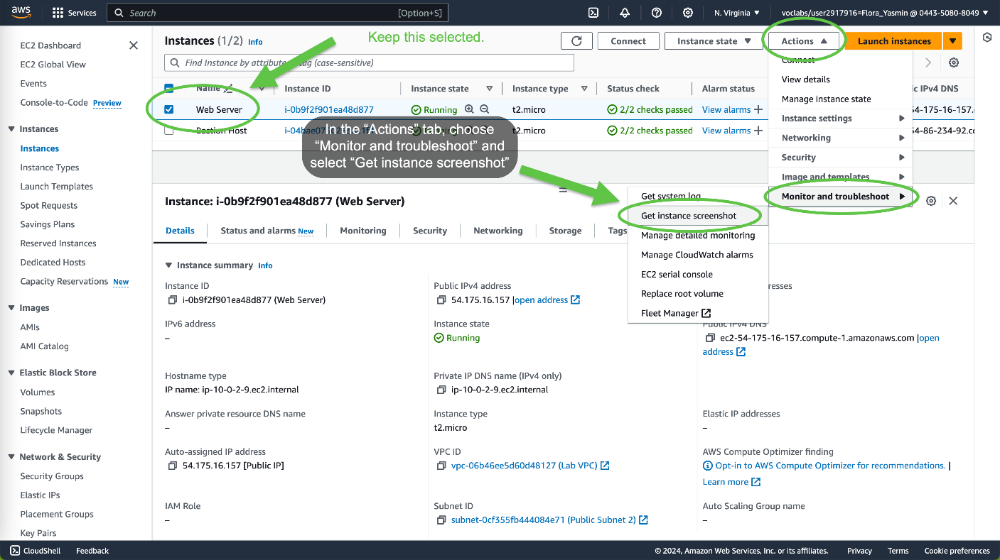 aws
Services
Search
[Option+S]
N. Virginia
voclabs/user2917916=Flora_Yasmin @ 0443-5080-8049
EC2 Dashboard
EC2 Global View
Events
Console-to-Code Preview
Instances
Instances
Instance Types
Launch Templates
Spot Requests
Savings Plans
Reserved Instances
Dedicated Hosts
Capacity Reservations New
Images
AMIs
AMI Catalog
Elastic Block Store
Volumes
Snapshots
Lifecycle Manager
Network & Security
Security Groups
Elastic IPs
Placement Groups
Key Pairs
Instances (1/2) Info
Keep this selected.
Connect
Instance state
Actions
Launch instances
Find Instance by attribute or tag (case-sensitive)
Name
Instance ID
Instance state
Instance type
Status check
Alarm status
IPv4 DNS
Web Server
i-0b9f2f901ea48d877
Running
t2.micro
2/2 checks passed
View alarms
54-175-16-157.
Bastion Host
t2.micro
2/2 checks passed
View alarms
54-86-234-92.co
In the “Actions” tab, choose
“Monitor and troubleshoot” and
select “Get instance screenshot”
Connect
View details
Manage instance state
Instance settings
Networking
Security
Image and templates
Monitor and troubleshoot
Get system log
Get instance screenshot
Manage detailed monitoring
Manage CloudWatch alarms
EC2 serial console
Replace root volume
Fleet Manager
Instance: i-0b9f2f901ea48d877 (Web Server)
Details
Status and alarms New
Monitoring
Security
Networking
Storage
Tags
Instance summary Info
Instance ID
i-0b9f2f901ea48d877 (Web Server)
Public IPv4 address
54.175.16.157 |open address
resses
IPv6 address
–
Instance state
Running
Public IPv4 DNS
ec2-54-175-16-157.compute-1.amazonaws.com |open
address
Hostname type
IP name: ip-10-0-2-9.ec2.internal
Private IP DNS name (IPv4 only)
ip-10-0-2-9.ec2.internal
Answer private resource DNS name
–
Instance type
t2.micro
Elastic IP addresses
–
Auto-assigned IP address
54.175.16.157 [Public IP]
VPC ID
vpc-06b46ee5d60d48127 (Lab VPC)
AWS Compute Optimizer finding
Opt-in to AWS Compute Optimizer for recommendations. |
Learn more
IAM Role
–
Subnet ID
subnet-0cf355fb444084e71 (Public Subnet 2)
Auto Scaling Group name
–
CloudShell
Feedback
© 2024, Amazon Web Services, Inc. or its affiliates.
Privacy
Terms
Cookie preferences